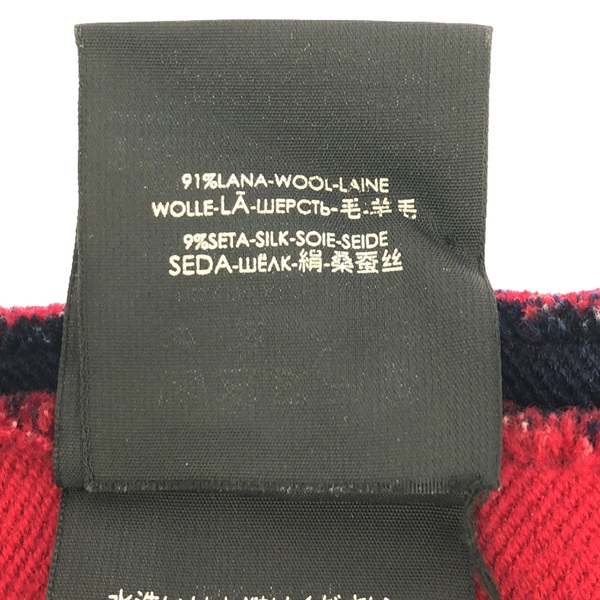 91%LANA-WOOL-LAINE
WOLLE-LÃ-ШЕРСТЬ-毛-羊毛
9%SETA-SILK-SOIE-SEIDE
SEDA-ШЁЛК-絹-桑蚕丝